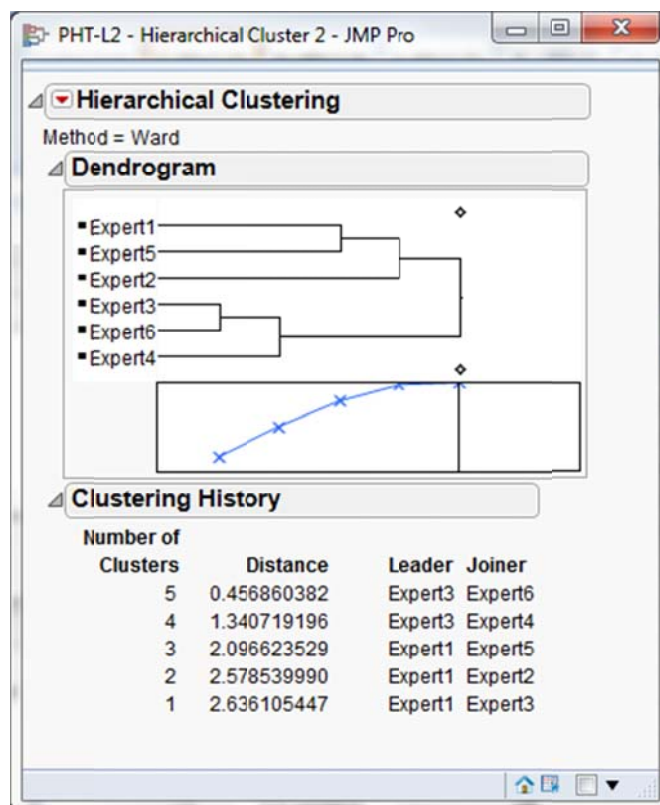 PHT-L2 - Hierarchical Cluster 2 - JMP Pro
Hierarchical Clustering
Method = Ward
Dendrogram
Expert1
Expert5
Expert2
Expert3
Expert6
Expert4
Clustering History
Number of
Clusters Distance Leader Joiner
5 0.456860382 Expert3 Expert6
4 1.340719196 Expert3 Expert4
3 2.096623529 Expert1 Expert5
2 2.578539990 Expert1 Expert2
1 2.636105447 Expert1 Expert3